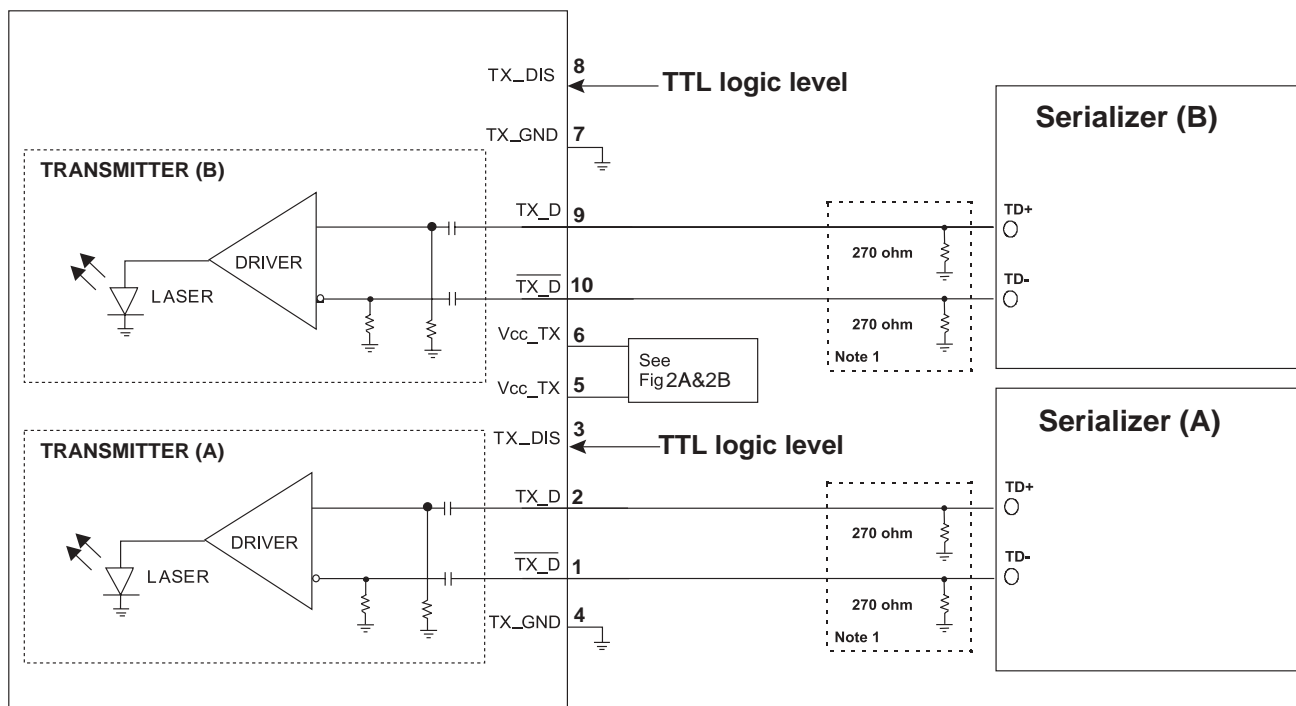 TX_DIS 8
TTL logic level
TX_GND 7
Serializer (B)
TRANSMITTER (B)
TX_D 9
TD+
270 ohm
DRIVER
LASER
TX_D 10
TD-
270 ohm
Note 1
Vcc_TX 6
See
Fig 2A&2B
Vcc_TX 5
TX_DIS 3
TTL logic level
Serializer (A)
TRANSMITTER (A)
TX_D 2
TD+
270 ohm
DRIVER
LASER
TX_D 1
TD-
270 ohm
Note 1
TX_GND 4